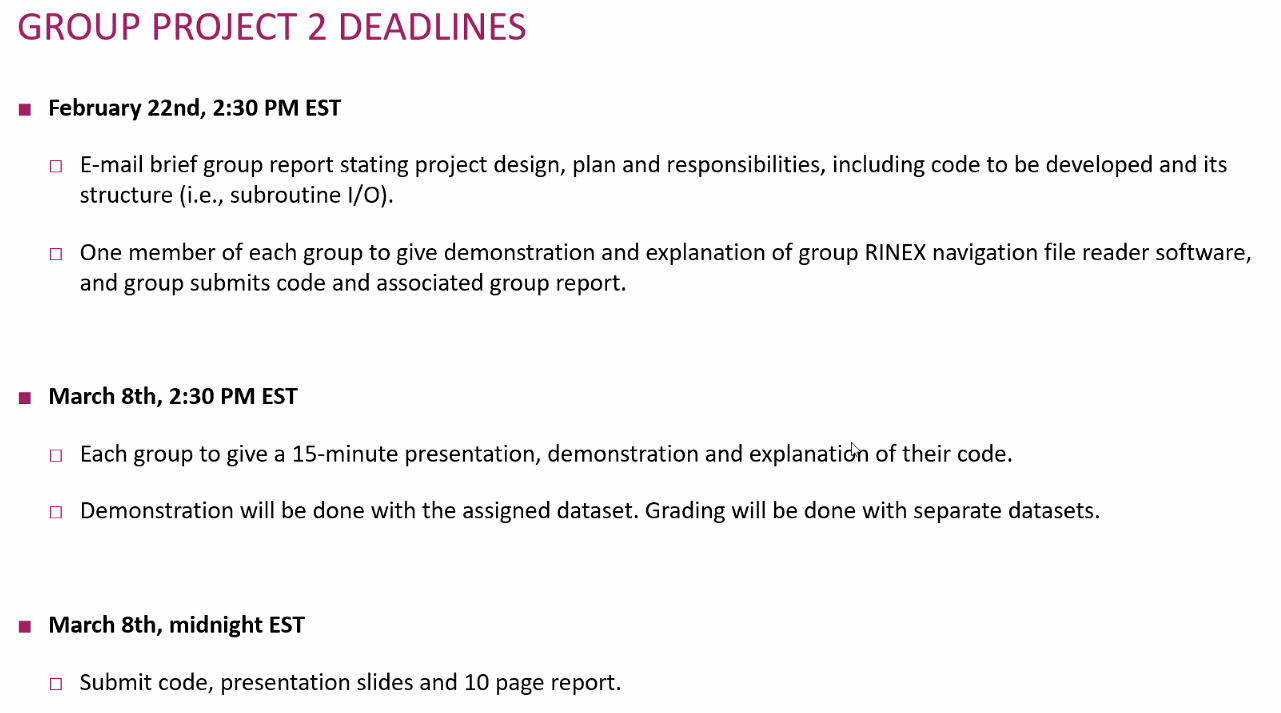 GROUP PROJECT 2 DEADLINES
February 22nd, 2:30 PM EST
E-mail brief group report stating project design, plan and responsibilities, including code to be developed and its
structure (i.e., subroutine I/O).
One member of each group to give demonstration and explanation of group RINEX navigation file reader software,
and group submits code and associated group report.
March 8th, 2:30 PM EST
Each group to give a 15-minute presentation, demonstration and explanation of their code.
Demonstration will be done with the assigned dataset. Grading will be done with separate datasets.
March 8th, midnight EST
Submit code, presentation slides and 10 page report.